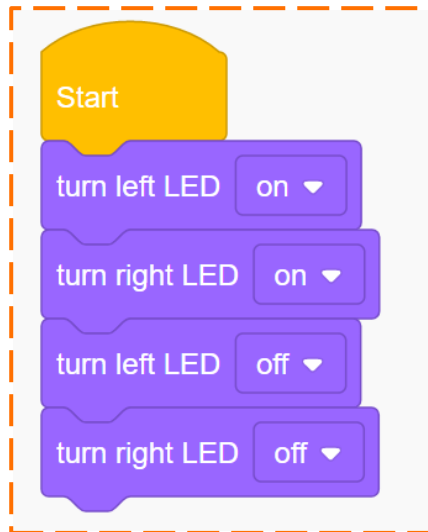 Start
turn left LED on
turn right LED on
turn left LED off
turn right LED off